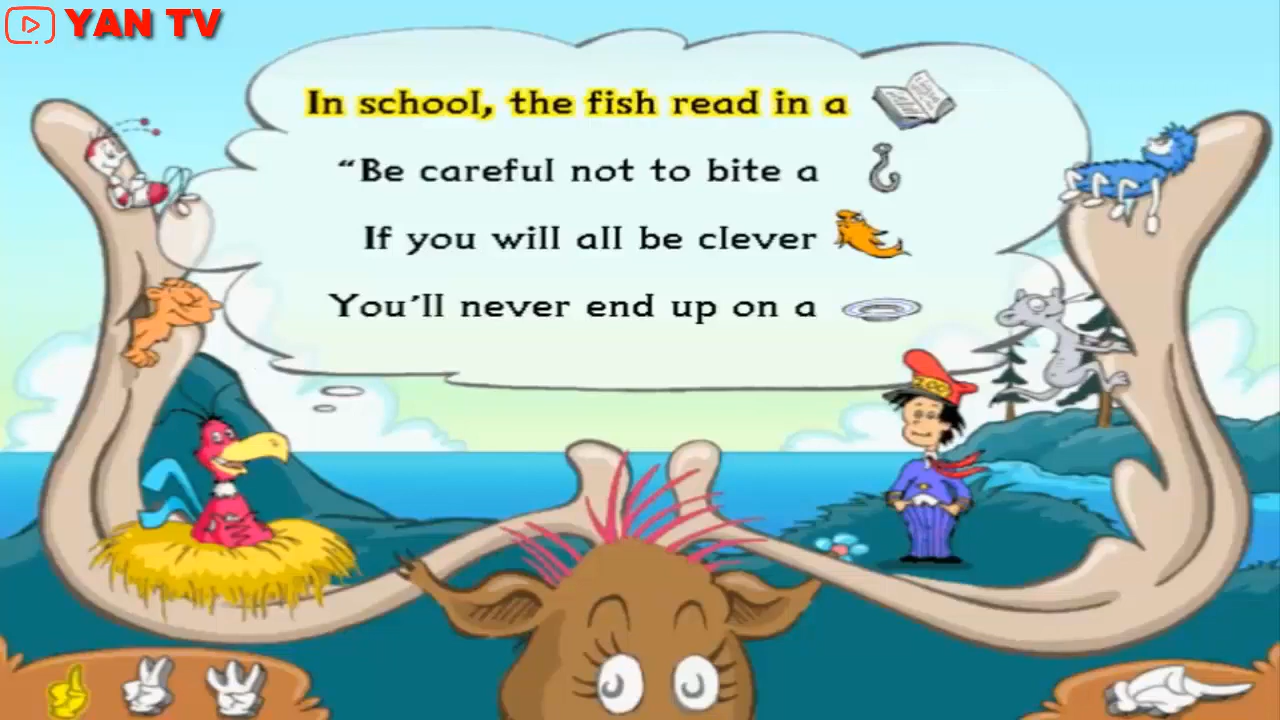 YAN TV
In school, the fish read in a
“Be careful not to bite a
If you will all be clever
You’ll never end up on a
ZOO